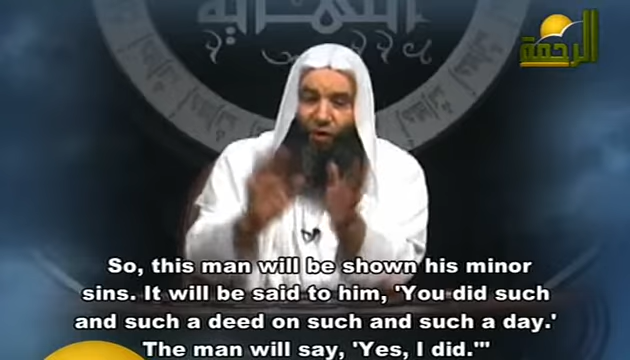 الرحمة
So, this man will be shown his minor
sins. It will be said to him, 'You did such
and such a deed on such and such a day.'
The man will say, 'Yes, I did.'"